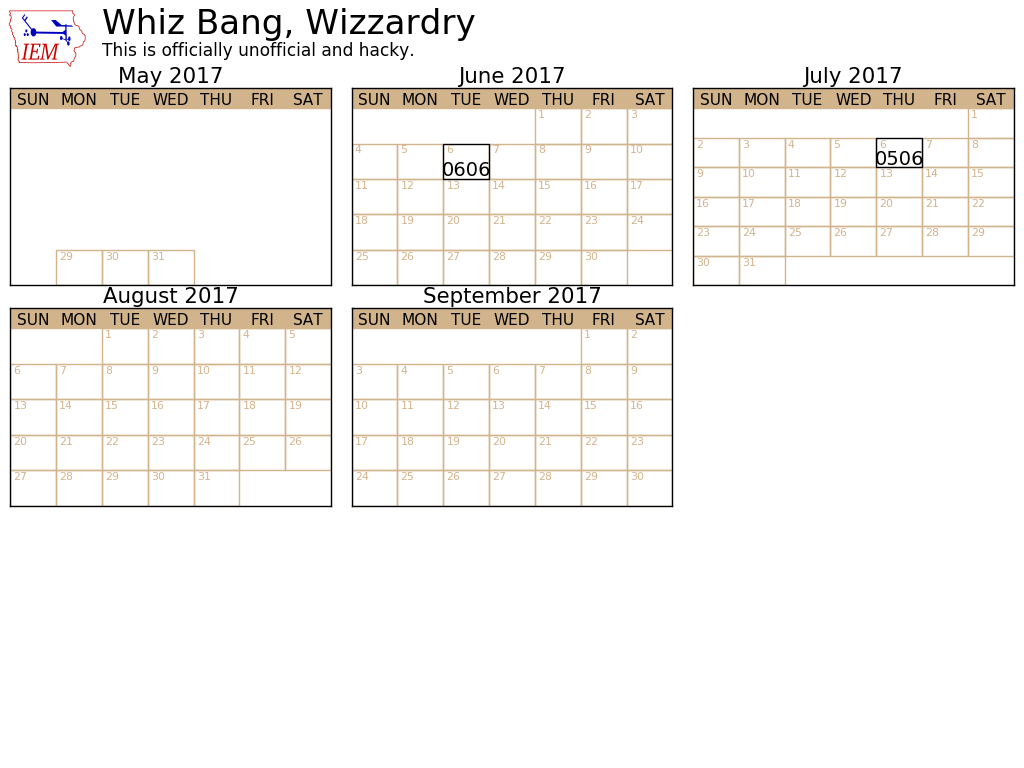 IEM
Whiz Bang, Wizzardry
This is officially unofficial and hacky.
May 2017
SUN MON TUE WED THU FRI SAT
29 30 31
June 2017
SUN MON TUE WED THU FRI SAT
1 2 3
4 5 6 7 8 9 10
0606
11 12 13 14 15 16 17
18 19 20 21 22 23 24
25 26 27 28 29 30
July 2017
SUN MON TUE WED THU FRI SAT
1
2 3 4 5 6 7 8
0506
9 10 11 12 13 14 15
16 17 18 19 20 21 22
23 24 25 26 27 28 29
30 31
August 2017
SUN MON TUE WED THU FRI SAT
1 2 3 4 5
6 7 8 9 10 11 12
13 14 15 16 17 18 19
20 21 22 23 24 25 26
27 28 29 30 31
September 2017
SUN MON TUE WED THU FRI SAT
1 2
3 4 5 6 7 8 9
10 11 12 13 14 15 16
17 18 19 20 21 22 23
24 25 26 27 28 29 30